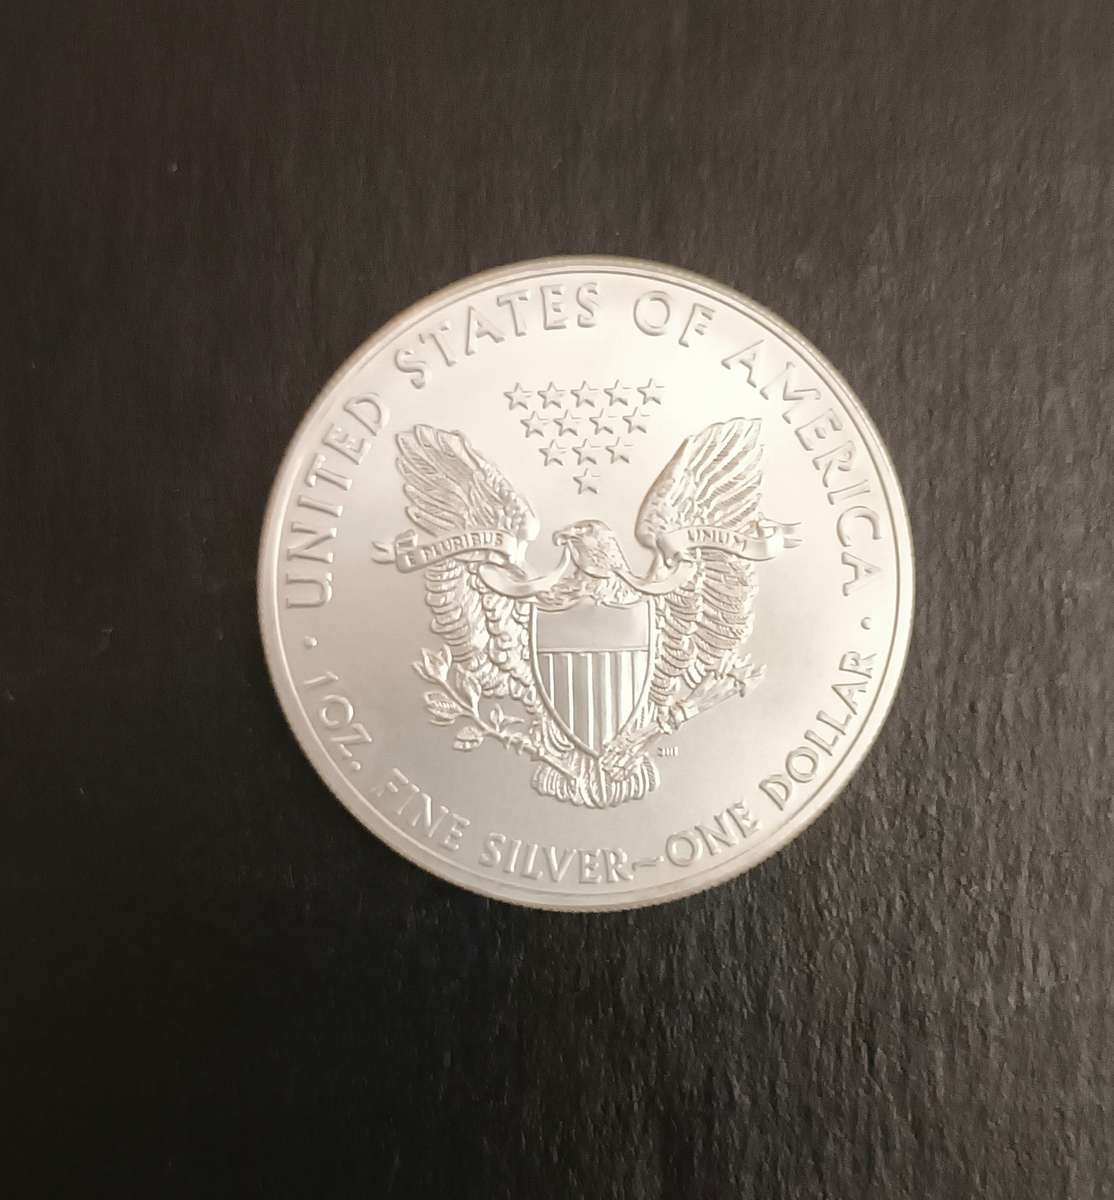 UNITED STATES OF AMERICA
PLURIBUS UNUM
· 1 OZ. FINE SILVER~ONE DOLLAR ·